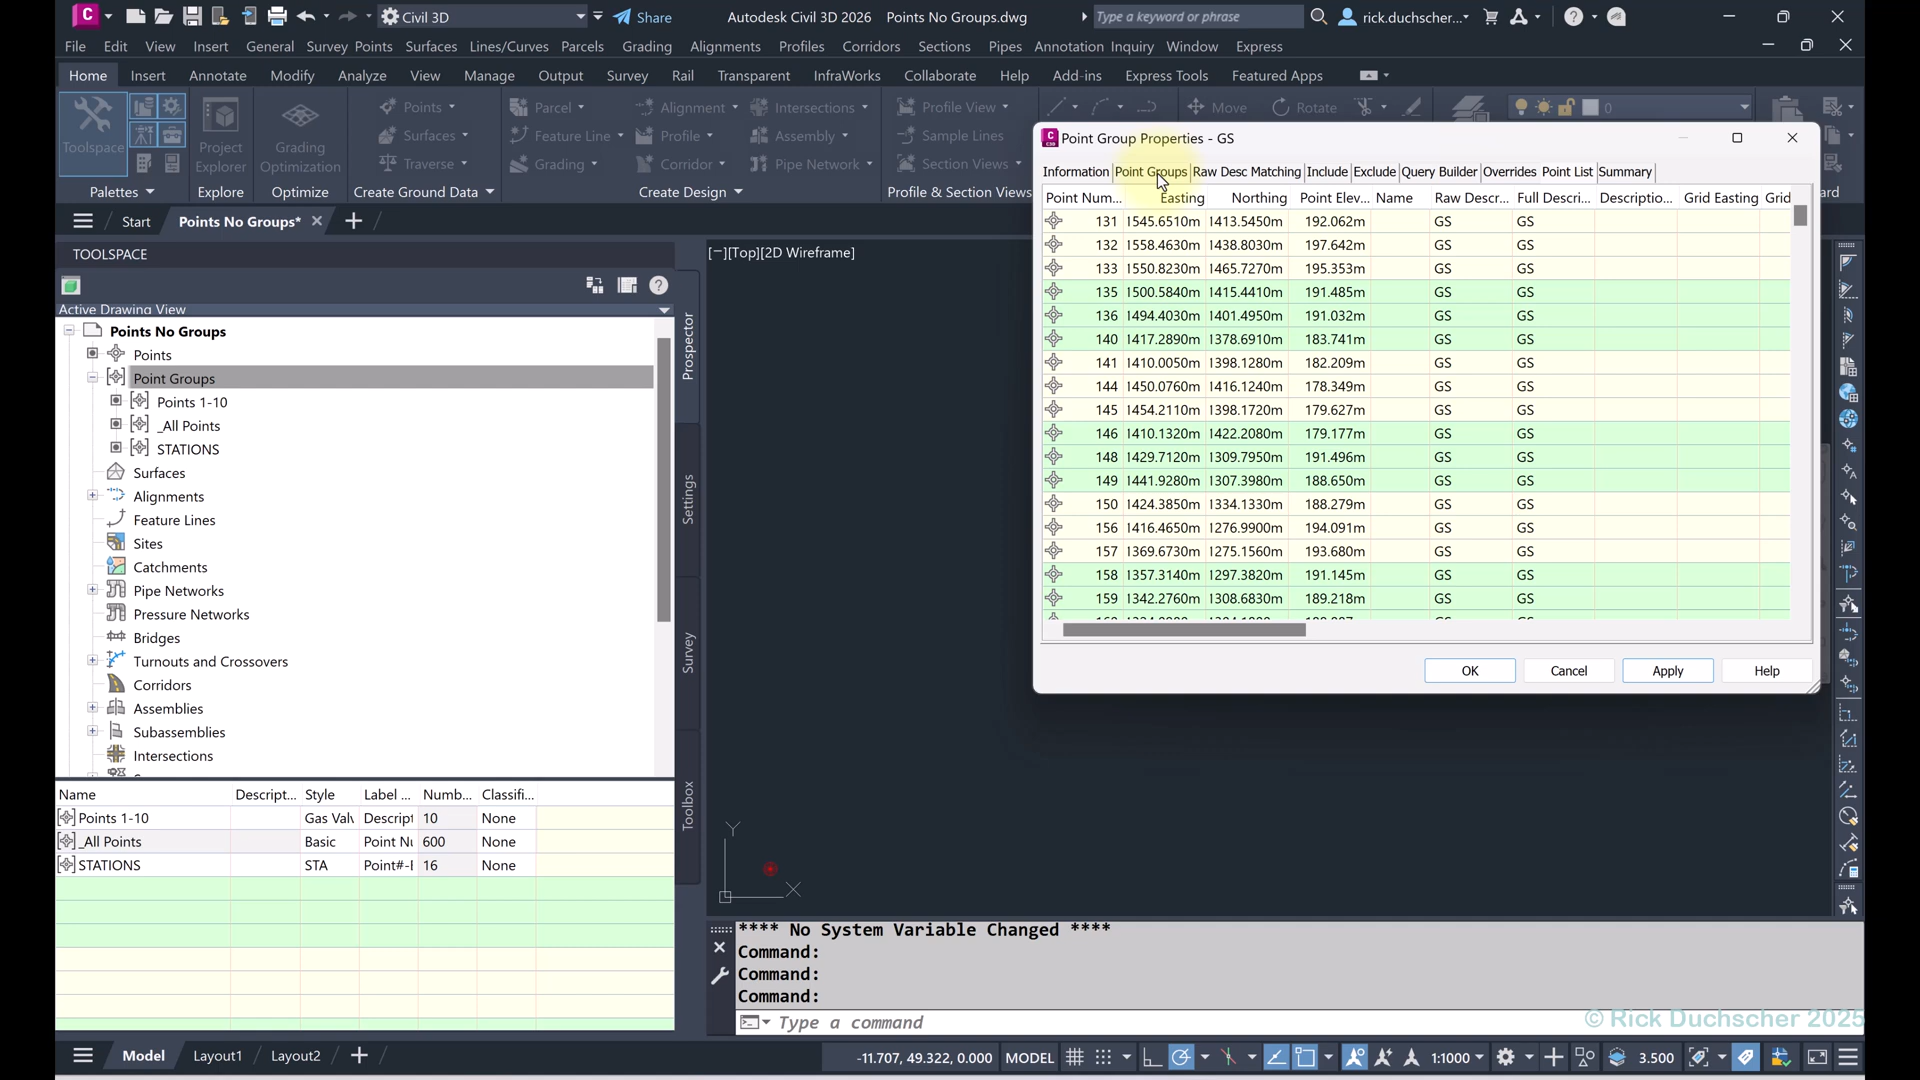 Civil 3D
Share
Autodesk Civil 3D 2026 Points No Groups.dwg
Type a keyword or phrase
rick.duchscher...
File Edit View Insert General Survey Points Surfaces Lines/Curves Parcels Grading Alignments Profiles Corridors Sections Pipes Annotation Inquiry Window Express
Home Insert Annotate Modify Analyze View Manage Output Survey Rail Transparent InfraWorks Collaborate Help Add-ins Express Tools Featured Apps
Points Parcel Alignment Intersections Profile View Move Rotate 0
Toolspace Project Explorer Grading Optimization
Surfaces Feature Line Profile Assembly Sample Lines
Traverse Grading Corridor Pipe Network Section Views
Palettes Explore Optimize Create Ground Data Create Design Profile & Section Views
Start Points No Groups*
TOOLSPACE
Active Drawing View
Points No Groups
Points
Point Groups
Points 1-10
_All Points
STATIONS
Surfaces
Alignments
Feature Lines
Sites
Catchments
Pipe Networks
Pressure Networks
Bridges
Turnouts and Crossovers
Corridors
Assemblies
Subassemblies
Intersections
Prospector
Settings
Survey
Toolbox
Name Descript... Style Label ... Numb... Classifi...
Points 1-10 Gas Val Descript 10 None
_All Points Basic Point Nu 600 None
STATIONS STA Point#-I 16 None
[−][Top][2D Wireframe]
Y
X
Point Group Properties - GS
Information Point Groups Raw Desc Matching Include Exclude Query Builder Overrides Point List Summary
Point Num... Easting Northing Point Elev... Name Raw Descr... Full Descri... Descriptio... Grid Easting Grid
131 1545.6510m 1413.5450m 192.062m GS GS
132 1558.4630m 1438.8030m 197.642m GS GS
133 1550.8230m 1465.7270m 195.353m GS GS
135 1500.5840m 1415.4410m 191.485m GS GS
136 1494.4030m 1401.4950m 191.032m GS GS
140 1417.2890m 1378.6910m 183.741m GS GS
141 1410.0050m 1398.1280m 182.209m GS GS
144 1450.0760m 1416.1240m 178.349m GS GS
145 1454.2110m 1398.1720m 179.627m GS GS
146 1410.1320m 1422.2080m 179.177m GS GS
148 1429.7120m 1309.7950m 191.496m GS GS
149 1441.9280m 1307.3980m 188.650m GS GS
150 1424.3850m 1334.1330m 188.279m GS GS
156 1416.4650m 1276.9900m 194.091m GS GS
157 1369.6730m 1275.1560m 193.680m GS GS
158 1357.3140m 1297.3820m 191.145m GS GS
159 1342.2760m 1308.6830m 189.218m GS GS
OK Cancel Apply Help
**** No System Variable Changed ****
Command:
Command:
Command:
Type a command
© Rick Duchscher 2025
Model Layout1 Layout2
-11.707, 49.322, 0.000 MODEL 1:1000 3.500